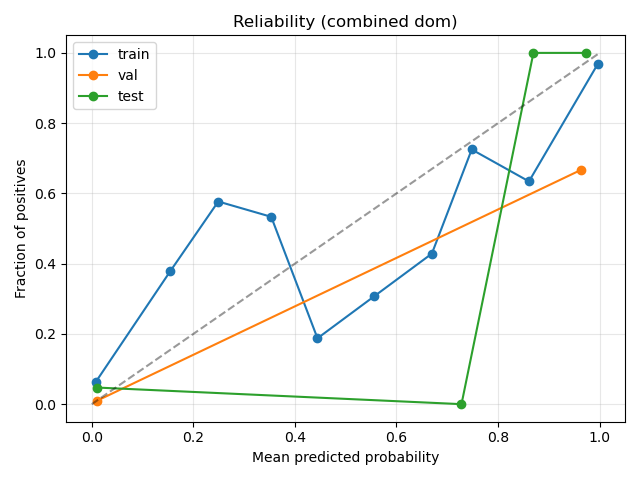 Reliability (combined dom)
train
val
test
Fraction of positives
1.0
0.8
0.6
0.4
0.2
0.0
0.0 0.2 0.4 0.6 0.8 1.0
Mean predicted probability